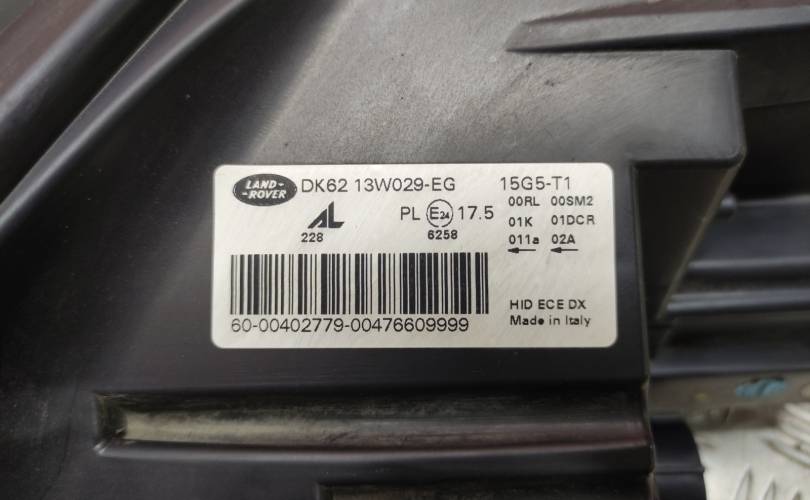 LAND-
-ROVER
DK62 13W029-EG
15G5-T1
00RL 00SM2
AL
PL E24 17.5
01K 01DCR
228
6258
011a 02A
60-00402779-00476609999
HID ECE DX
Made in Italy